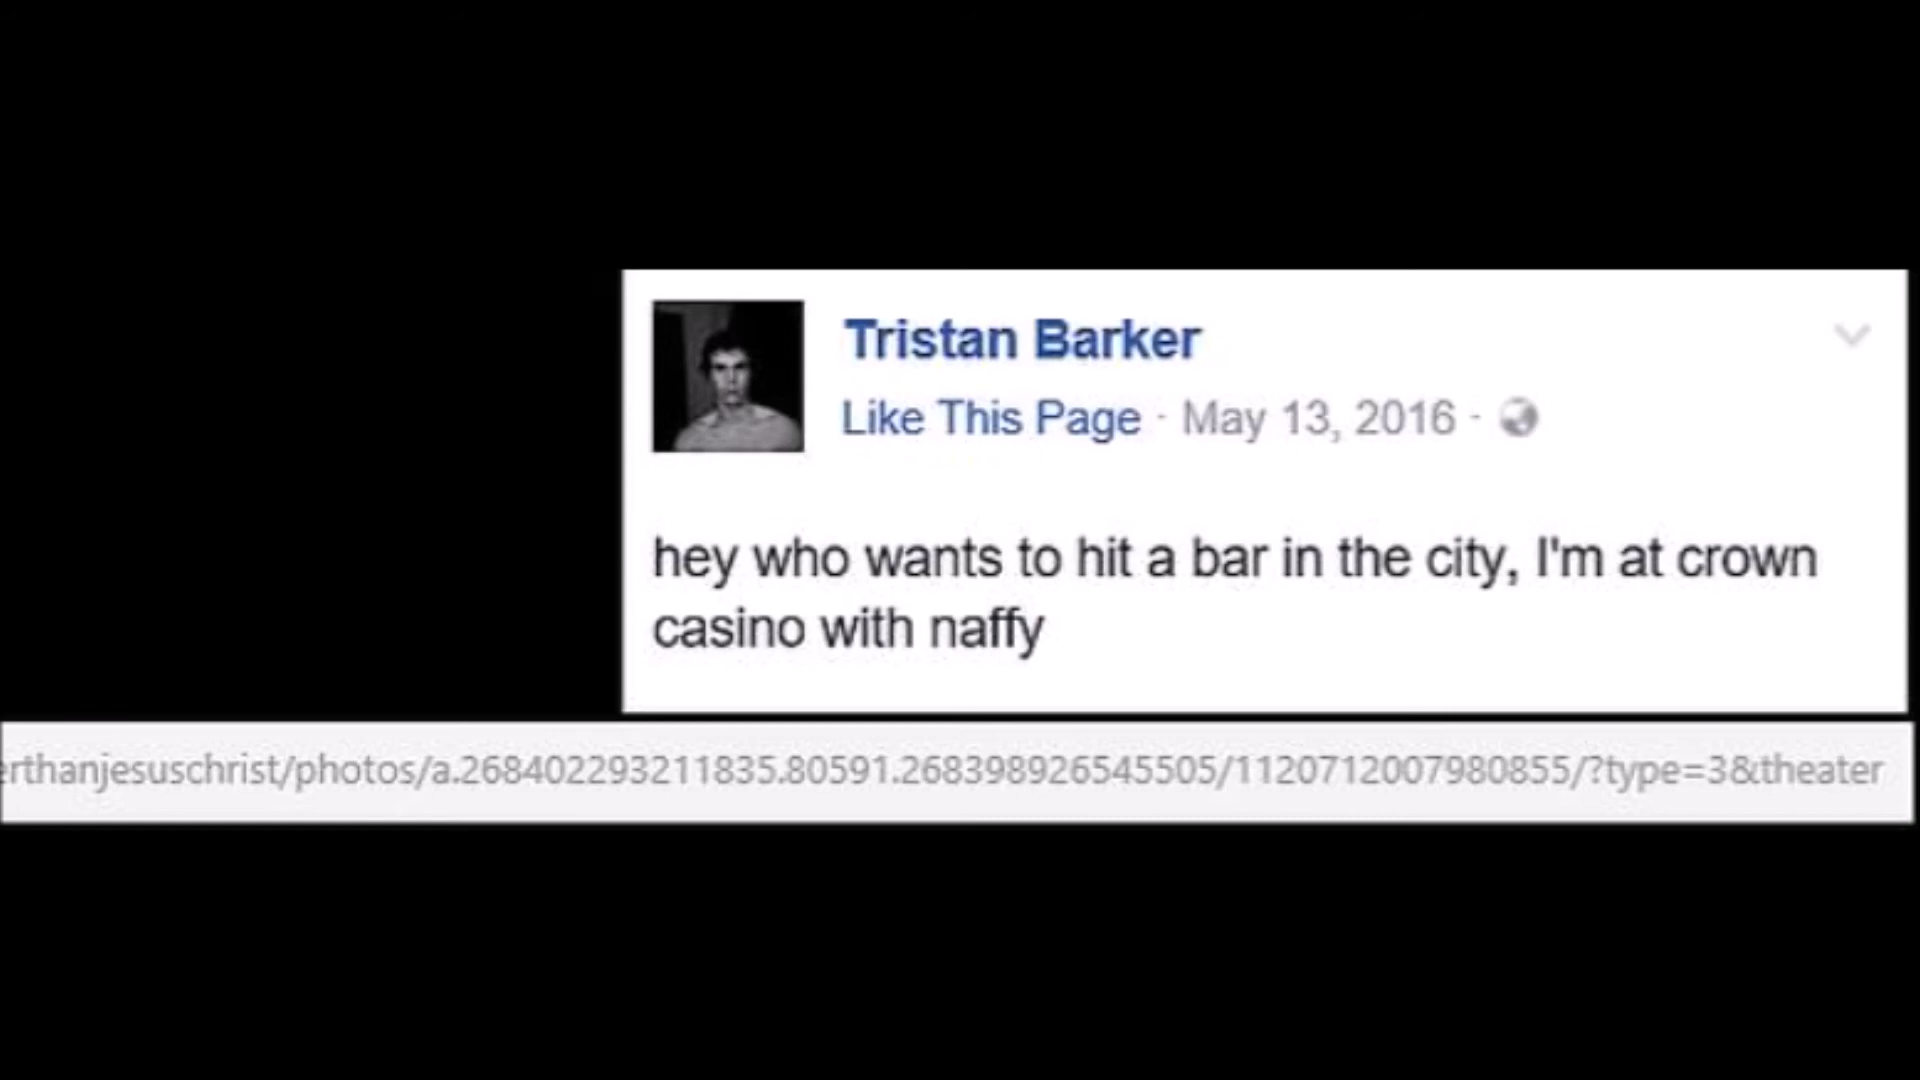 Tristan Barker
Like This Page · May 13, 2016 ·
hey who wants to hit a bar in the city, I'm at crown
casino with naffy
erthanjesuschrist/photos/a.268402293211835.80591.268398926545505/1120712007980855/?type=3&theater